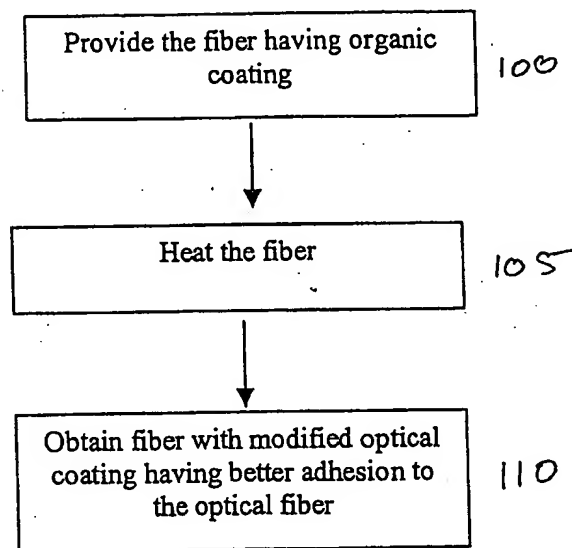 Provide the fiber having organic
coating
100
Heat the fiber
105
Obtain fiber with modified optical
coating having better adhesion to
the optical fiber
110